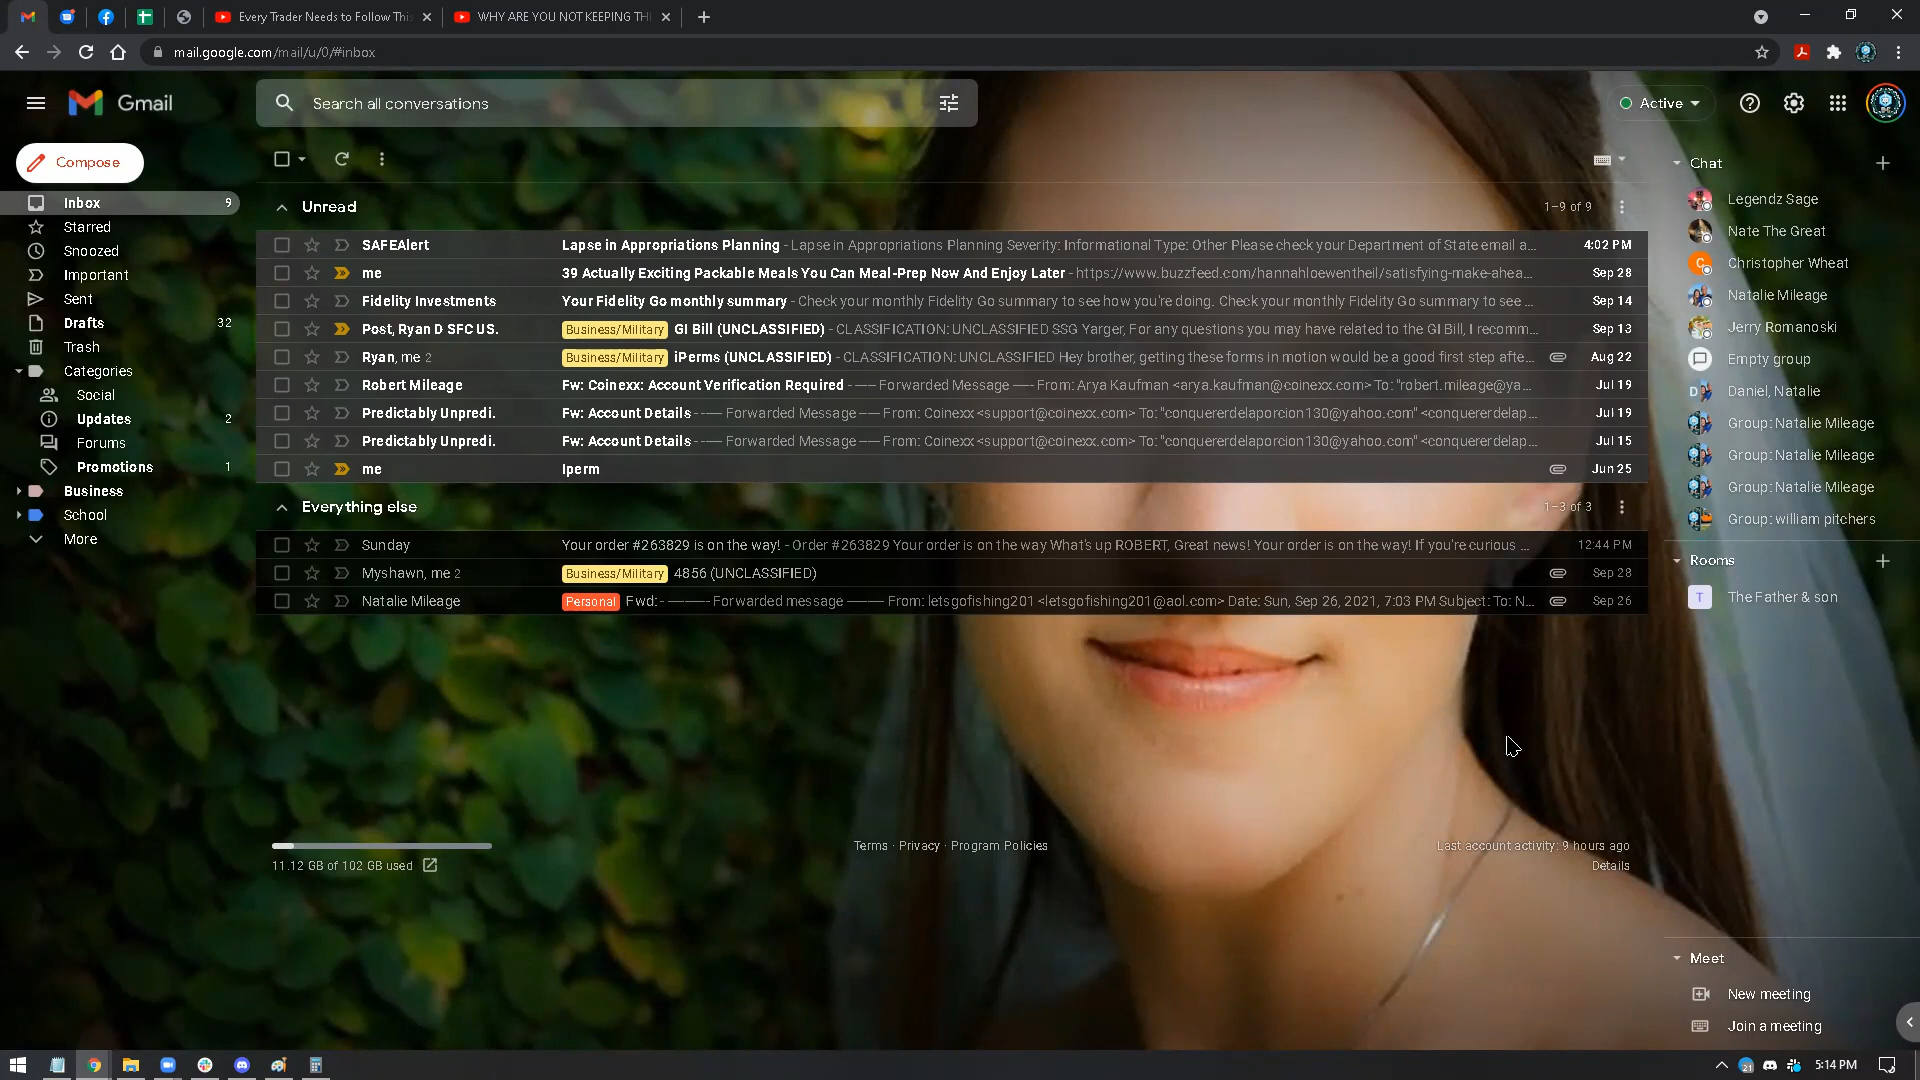 Every Trader Needs to Follow This
WHY ARE YOU NOT KEEPING TH
mail.google.com/mail/u/0/#inbox
Gmail
Search all conversations
Active
Compose
Inbox 9
Starred
Snoozed
Important
Sent
Drafts 32
Trash
Categories
Social
Updates 2
Forums
Promotions 1
Business
School
More
Unread 1–9 of 9
SAFEAlert Lapse in Appropriations Planning - Lapse in Appropriations Planning Severity: Informational Type: Other Please check your Department of State email a... 4:02 PM
me 39 Actually Exciting Packable Meals You Can Meal-Prep Now And Enjoy Later - https://www.buzzfeed.com/hannahloewentheil/satisfying-make-ahea... Sep 28
Fidelity Investments Your Fidelity Go monthly summary - Check your monthly Fidelity Go summary to see how you're doing. Check your monthly Fidelity Go summary to see ... Sep 14
Post, Ryan D SFC US. Business/Military GI Bill (UNCLASSIFIED) - CLASSIFICATION: UNCLASSIFIED SSG Yarger, For any questions you may have related to the GI Bill, I recomm... Sep 13
Ryan, me 2 Business/Military iPerms (UNCLASSIFIED) - CLASSIFICATION: UNCLASSIFIED Hey brother, getting these forms in motion would be a good first step afte... Aug 22
Robert Mileage Fw: Coinexx: Account Verification Required - ----- Forwarded Message ----- From: Arya Kaufman <arya.kaufman@coinexx.com> To: "robert.mileage@ya... Jul 19
Predictably Unpredi. Fw: Account Details - ----- Forwarded Message ----- From: Coinexx <support@coinexx.com> To: "conquererdelaporcion130@yahoo.com" <conquererdelap... Jul 19
Predictably Unpredi. Fw: Account Details - ----- Forwarded Message ----- From: Coinexx <support@coinexx.com> To: "conquererdelaporcion130@yahoo.com" <conquererdelap... Jul 15
me Iperm Jun 25
Everything else 1–3 of 3
Sunday Your order #263829 is on the way! - Order #263829 Your order is on the way What's up ROBERT, Great news! Your order is on the way! If you're curious ... 12:44 PM
Myshawn, me 2 Business/Military 4856 (UNCLASSIFIED) Sep 28
Natalie Mileage Personal Fwd: - ---------- Forwarded message --------- From: letsgofishing201 <letsgofishing201@aol.com> Date: Sun, Sep 26, 2021, 7:03 PM Subject: To: N... Sep 26
11.12 GB of 102 GB used
Terms · Privacy · Program Policies
Last account activity: 9 hours ago
Details
Chat
Legendz Sage
Nate The Great
Christopher Wheat
Natalie Mileage
Jerry Romanoski
Empty group
Daniel, Natalie
Group: Natalie Mileage
Group: Natalie Mileage
Group: Natalie Mileage
Group: william pitchers
Rooms
T The Father & son
Meet
New meeting
Join a meeting
21
5:14 PM